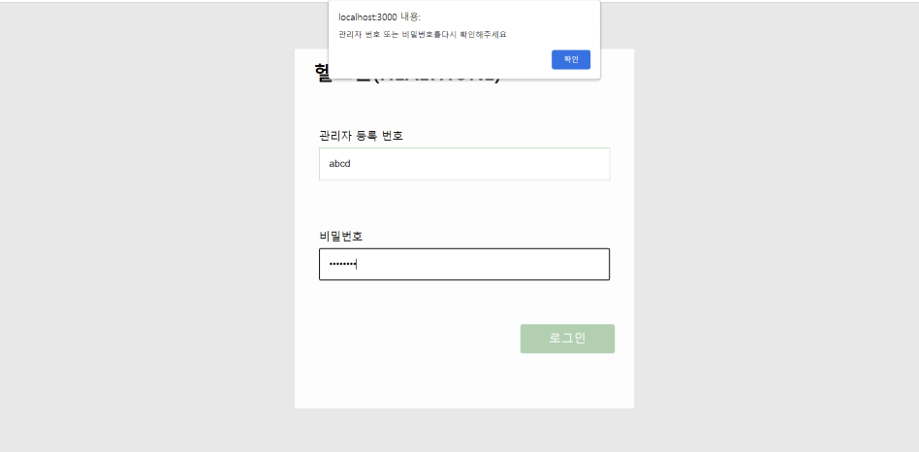 localhost:3000 내용:
관리자 번호 또는 비밀번호를다시 확인해주세요
확인
관리자 등록 번호
abcd
비밀번호
••••••••
로그인